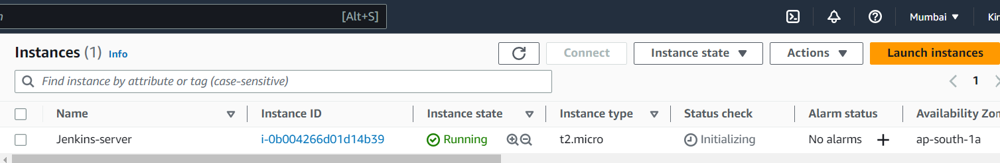 [Alt+S] Mumbai
Instances (1) Info Connect Instance state Actions Launch instances
Find instance by attribute or tag (case-sensitive) 1
Name Instance ID Instance state Instance type Status check Alarm status Availability Zon
Jenkins-server i-0b004266d01d14b39 Running t2.micro Initializing No alarms ap-south-1a